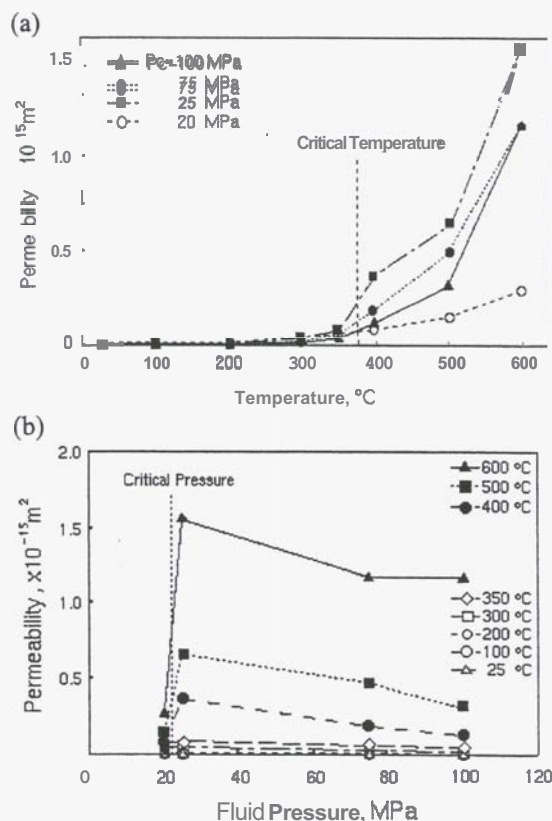 (a)
1.5
1.0
0.5
0
Perme bility 10 15m2
100 MPa
75 MPa
25 MPa
20 MPa
Critical Temperature
0 100 200 300 400 500 600
Temperature, °C
(b)
2.0
1.5
1.0
0.5
Permeability, x10-15m2
Critical Pressure
600 °C
500 °C
400 °C
350 °C
300 °C
200 °C
100 °C
25 °C
0 20 40 60 80 100 120
Fluid Pressure, MPa